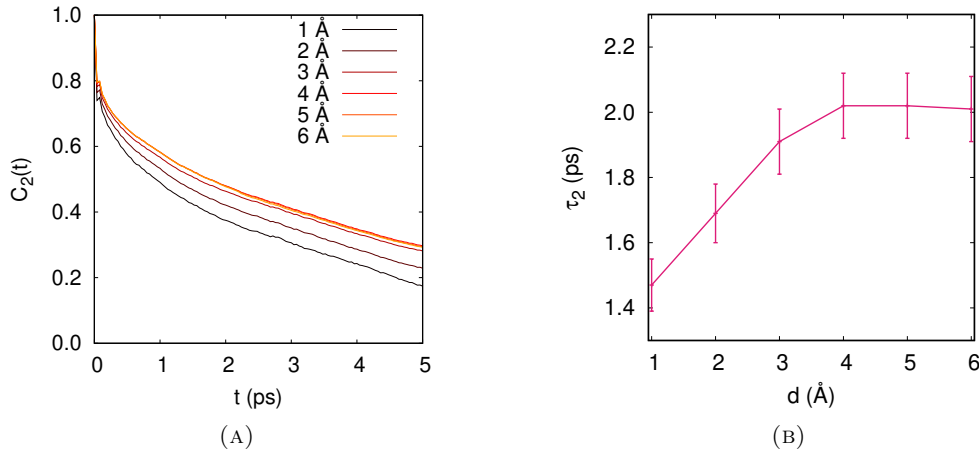 1.0
0.8
0.6
0.4
0.2
0.0
C₂(t)
0 1 2 3 4 5
t (ps)
1 Å
2 Å
3 Å
4 Å
5 Å
6 Å
(A)
2.2
2.0
1.8
1.6
1.4
τ₂ (ps)
1 2 3 4 5 6
d (Å)
(B)